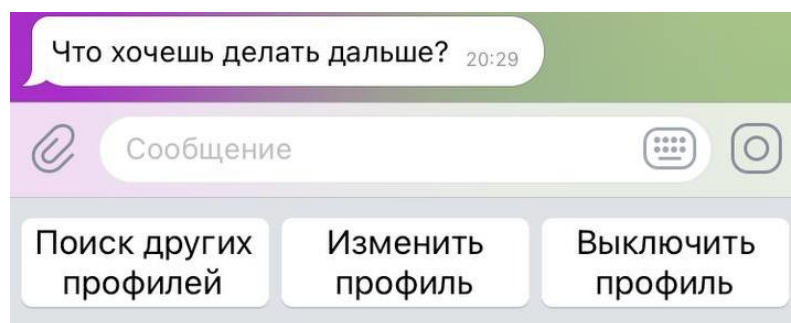 Что хочешь делать дальше? 20:29
Сообщение
Поиск других
профилей
Изменить
профиль
Выключить
профиль